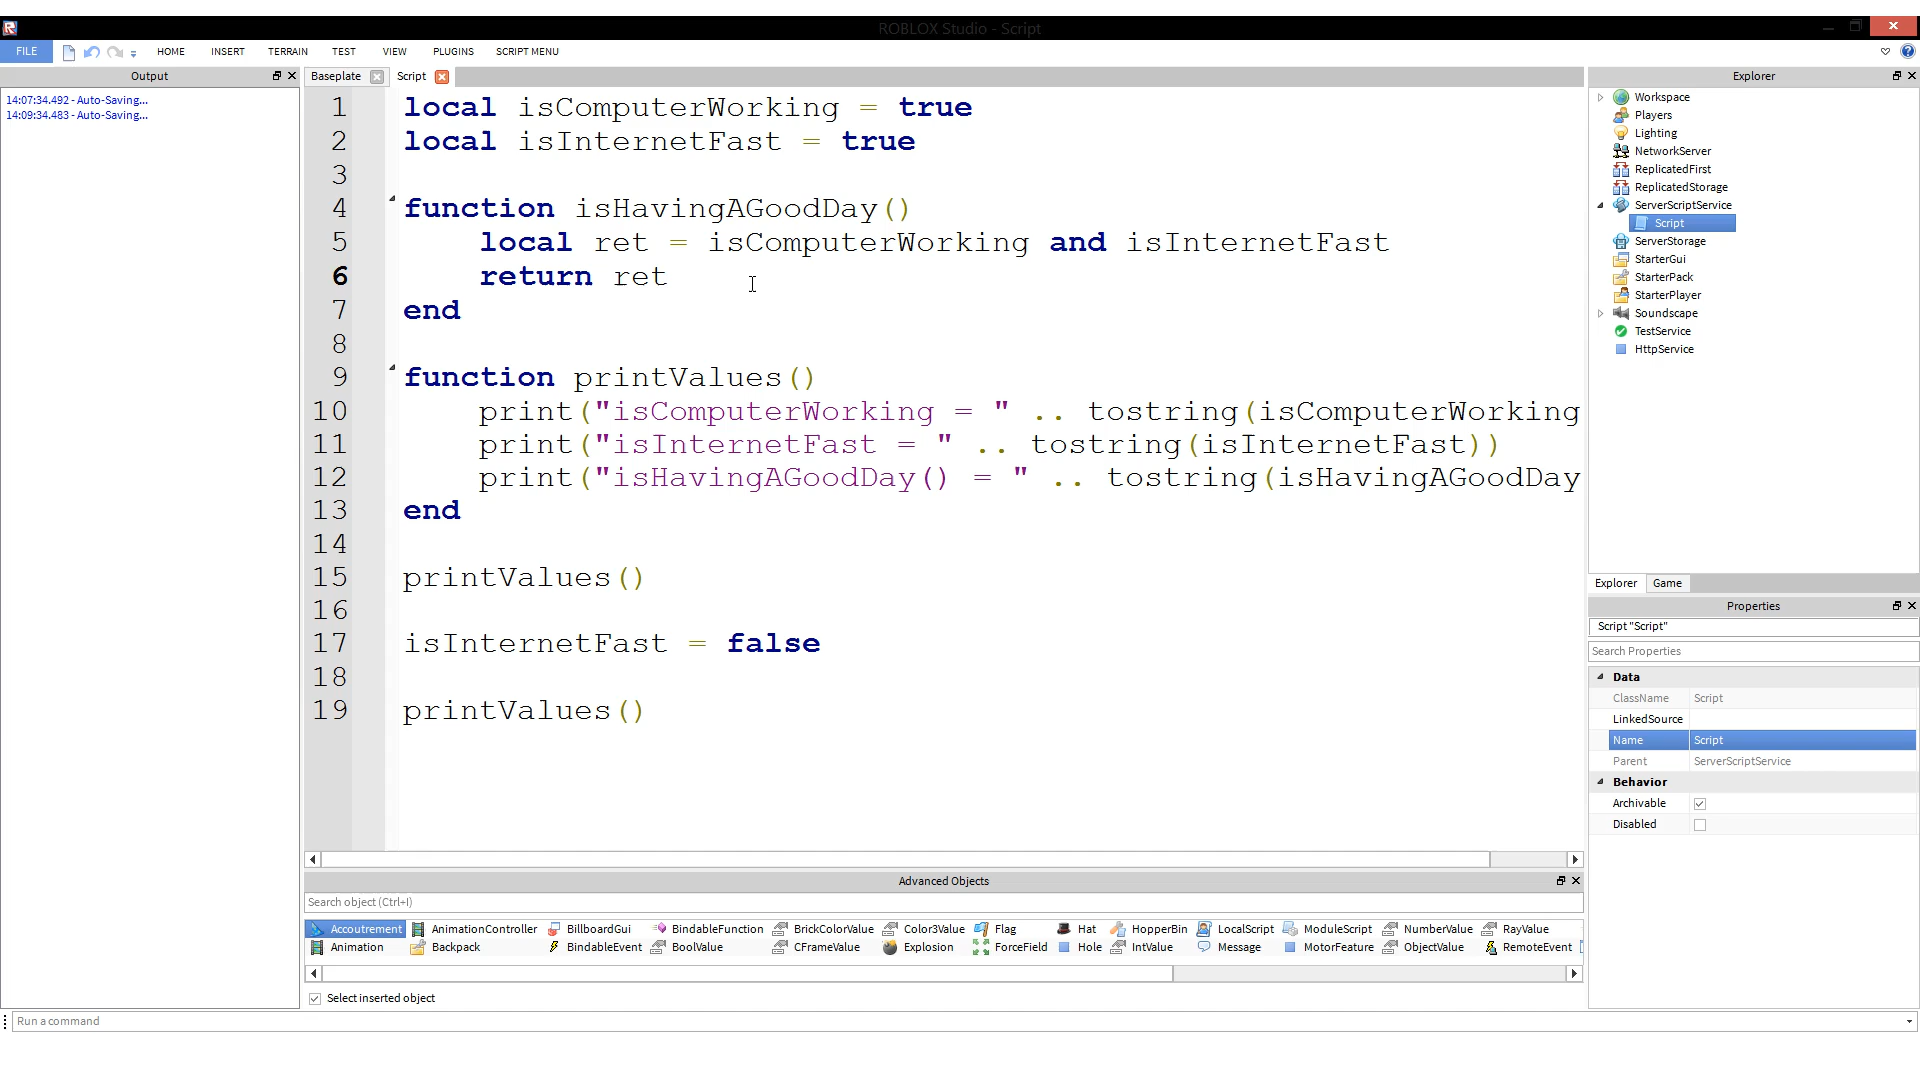 ROBLOX Studio - Script
FILE HOME INSERT TERRAIN TEST VIEW PLUGINS SCRIPT MENU
Output
14:07:34.492 - Auto-Saving...
14:09:34.483 - Auto-Saving...
Baseplate Script
1 local isComputerWorking = true
2 local isInternetFast = true
3
4 function isHavingAGoodDay()
5 local ret = isComputerWorking and isInternetFast
6 return ret
7 end
8
9 function printValues()
10 print("isComputerWorking = " .. tostring(isComputerWorking
11 print("isInternetFast = " .. tostring(isInternetFast))
12 print("isHavingAGoodDay() = " .. tostring(isHavingAGoodDay
13 end
14
15 printValues()
16
17 isInternetFast = false
18
19 printValues()
Advanced Objects
Search object (Ctrl+I)
Accoutrement AnimationController BillboardGui BindableFunction BrickColorValue Color3Value Flag Hat HopperBin LocalScript ModuleScript NumberValue RayValue
Animation Backpack BindableEvent BoolValue CFrameValue Explosion ForceField Hole IntValue Message MotorFeature ObjectValue RemoteEvent
Select inserted object
Run a command
Explorer
Workspace
Players
Lighting
NetworkServer
ReplicatedFirst
ReplicatedStorage
ServerScriptService
Script
ServerStorage
StarterGui
StarterPack
StarterPlayer
Soundscape
TestService
HttpService
Explorer Game
Properties
Script "Script"
Search Properties
Data
ClassName Script
LinkedSource
Name Script
Parent ServerScriptService
Behavior
Archivable
Disabled